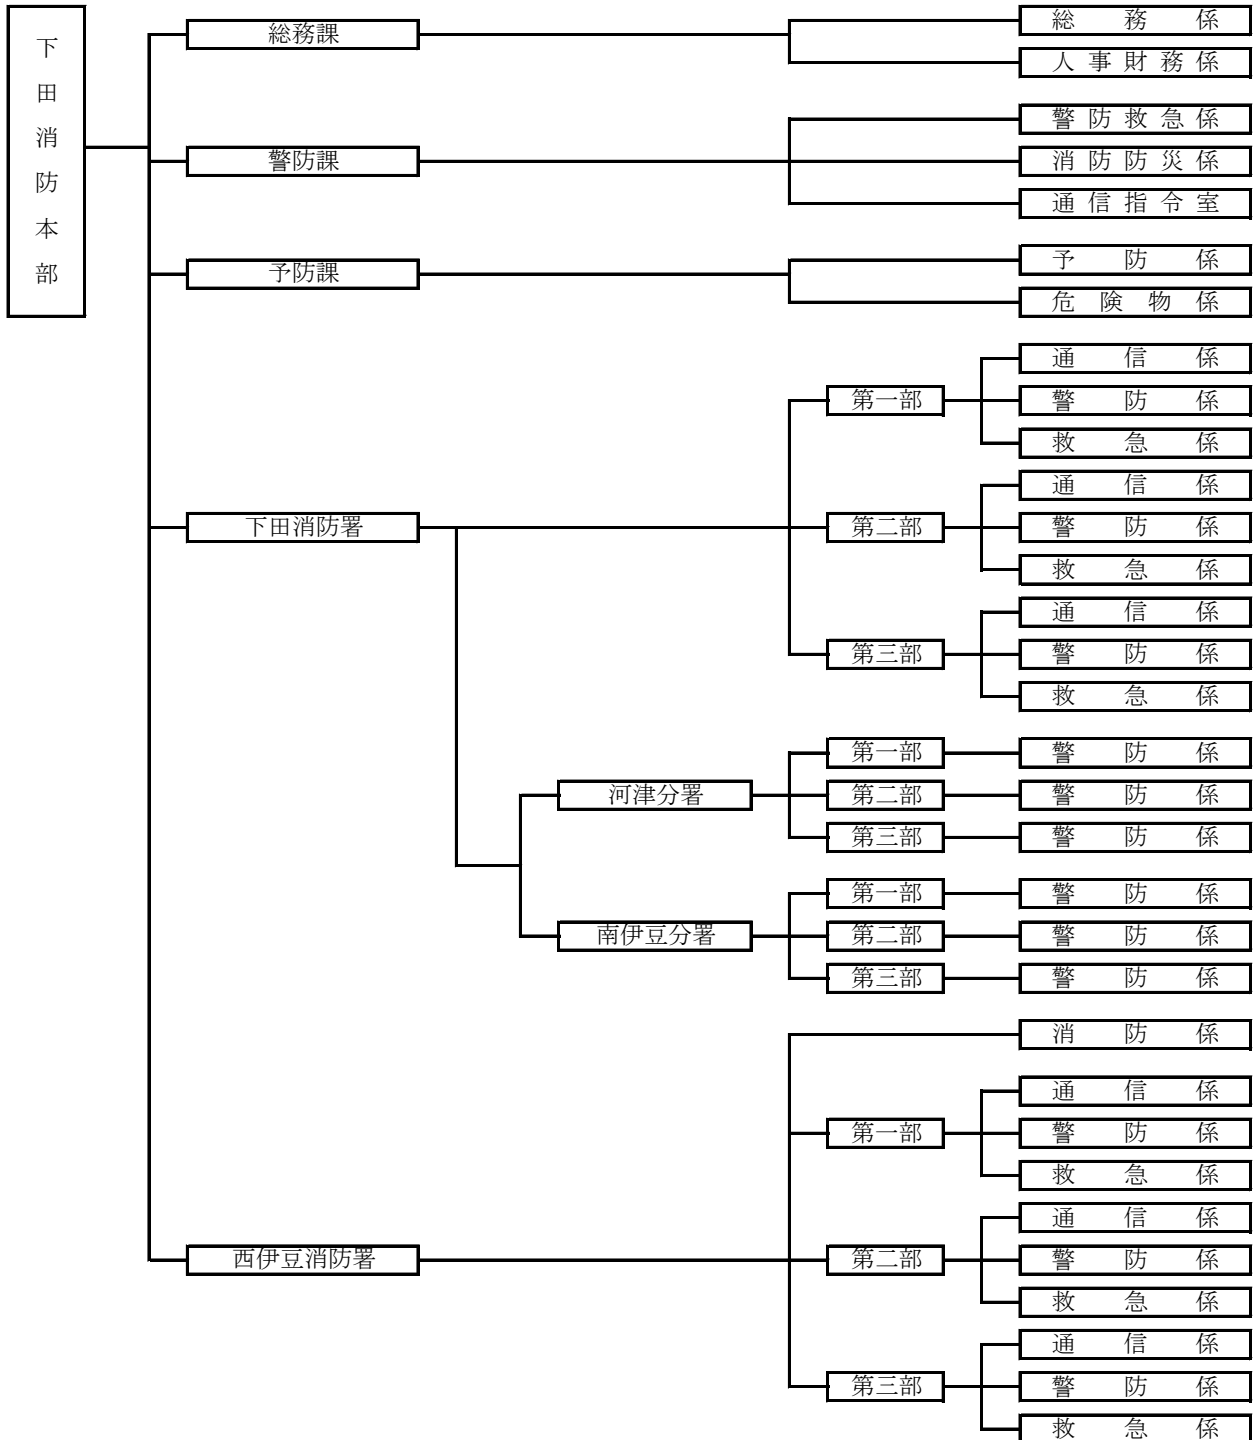 下田消防本部
総務課
総務係
人事財務係
警防課
警防救急係
消防防災係
通信指令室
予防課
予防係
危険物係
下田消防署
第一部
通信係
警防係
救急係
第二部
通信係
警防係
救急係
第三部
通信係
警防係
救急係
河津分署
第一部
警防係
第二部
警防係
第三部
警防係
南伊豆分署
第一部
警防係
第二部
警防係
第三部
警防係
西伊豆消防署
消防係
第一部
通信係
警防係
救急係
第二部
通信係
警防係
救急係
第三部
通信係
警防係
救急係